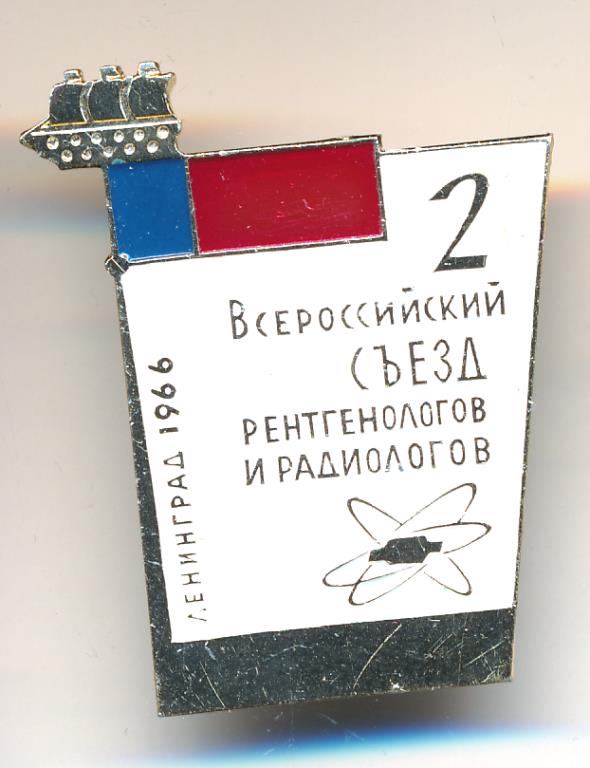 2
Всероссийский
съезд
рентгенологов
и радиологов
Ленинград 1966